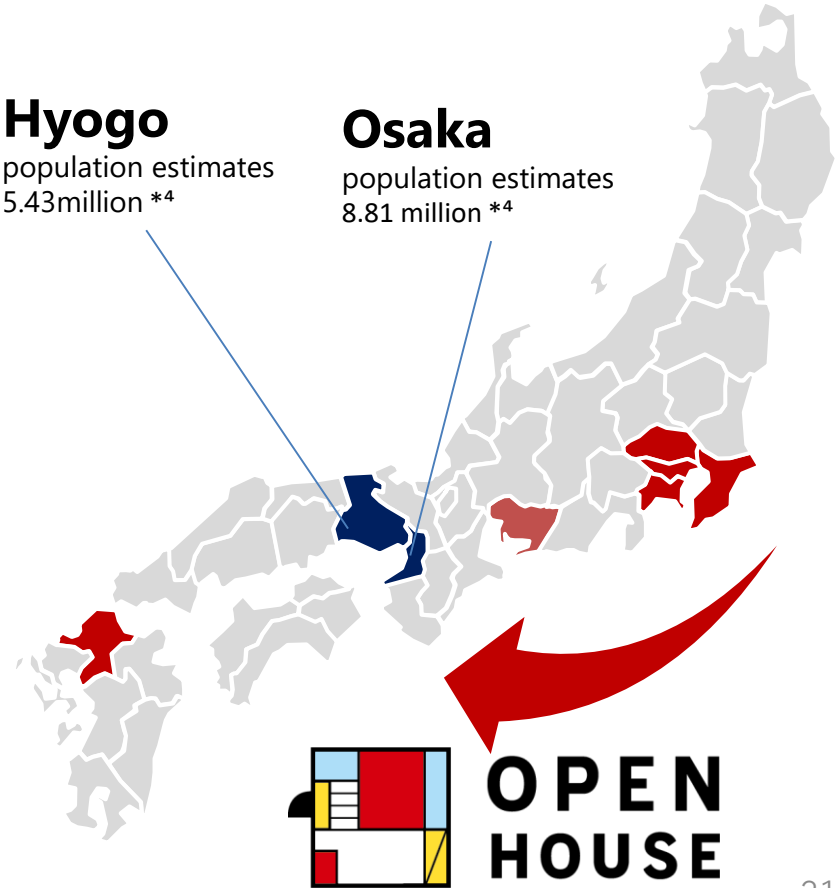 Hyogo
population estimates
5.43million *⁴
Osaka
population estimates
8.81 million *⁴
OPEN
HOUSE